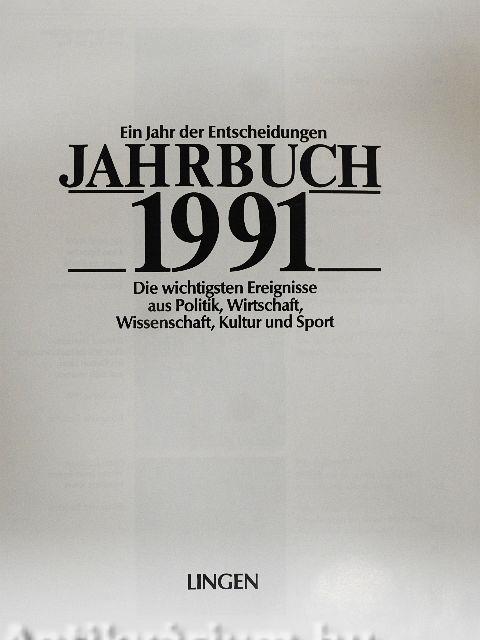 Ein Jahr der Entscheidungen
JAHRBUCH
1991
Die wichtigsten Ereignisse
aus Politik, Wirtschaft,
Wissenschaft, Kultur und Sport
LINGEN